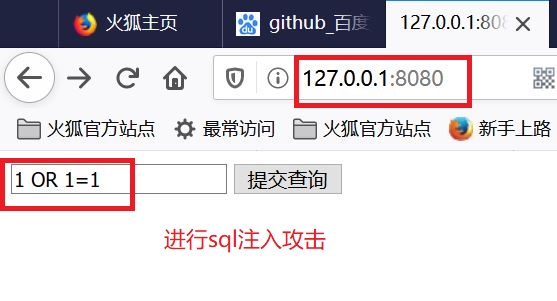 火狐主页
github_百度
127.0.0.1:808
127.0.0.1:8080
火狐官方站点
最常访问
火狐官方站点
新手上路
1 OR 1=1
提交查询
进行sql注入攻击